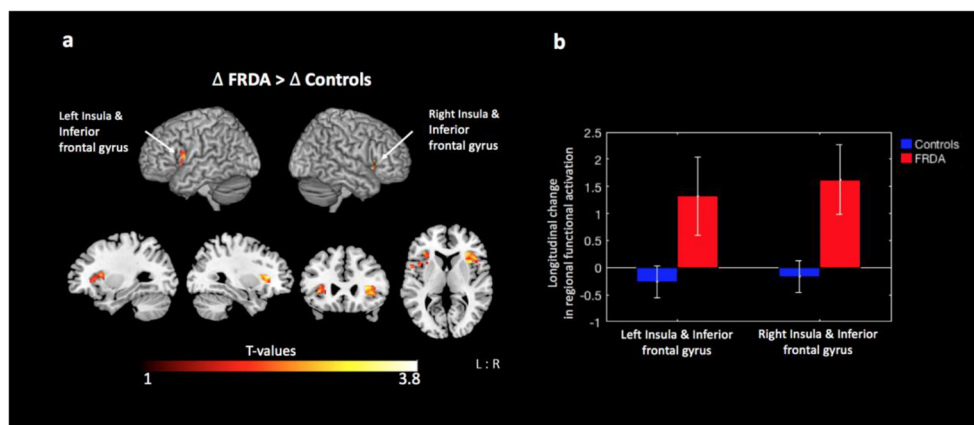 a
Δ FRDA > Δ Controls
Left Insula &
Inferior
frontal gyrus
Right Insula &
Inferior
frontal gyrus
T-values
1
3.8
L : R
b
Longitudinal change
in regional functional activation
2.5
2
1.5
1
0.5
0
-0.5
-1
Controls
FRDA
Left Insula & Inferior
frontal gyrus
Right Insula & Inferior
frontal gyrus